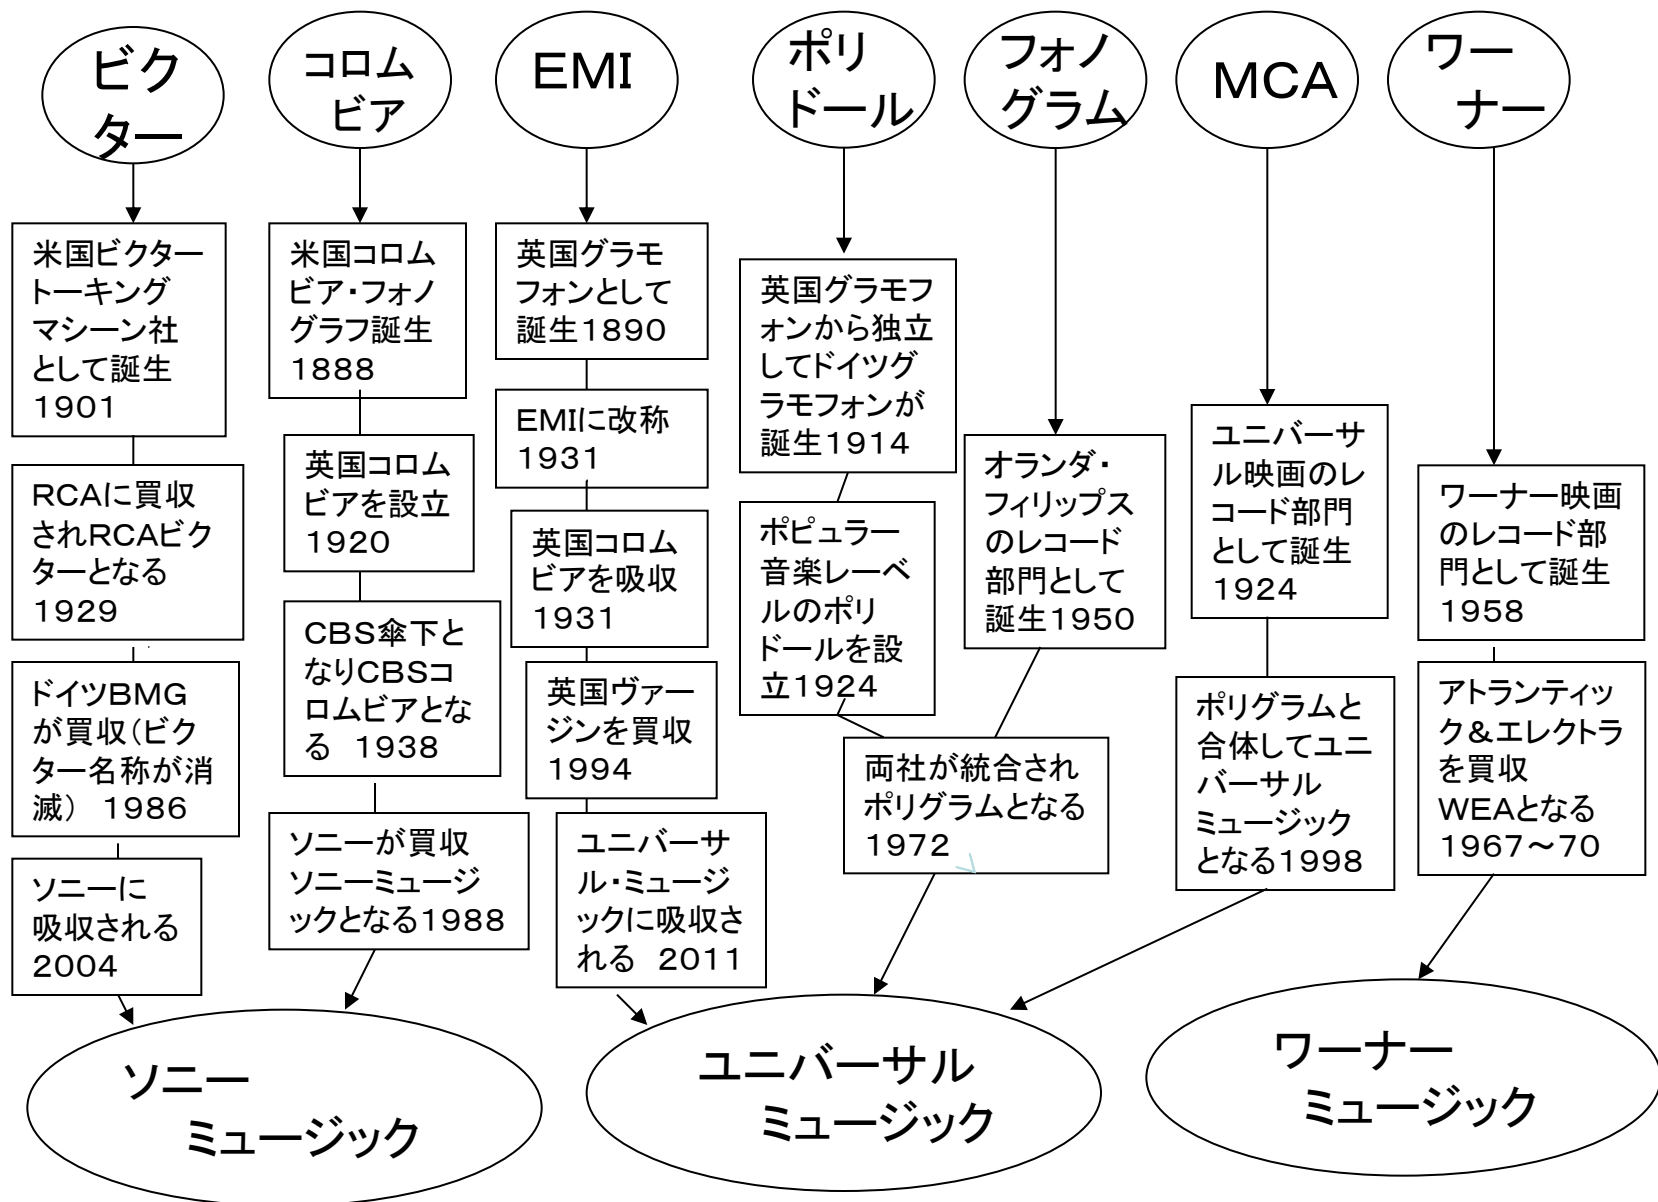 ビク
ター
コロム
ビア
EMI
ポリ
ドール
フォノ
グラム
MCA
ワー
ナー
米国ビクター
トーキング
マシーン社
として誕生
1901
RCAに買収
されRCAビク
ターとなる
1929
ドイツBMG
が買収(ビク
ター名称が消
滅) 1986
ソニーに
吸収される
2004
米国コロム
ビア・フォノ
グラフ誕生
1888
英国コロム
ビアを設立
1920
CBS傘下と
なりCBSコ
ロムビアとな
る 1938
ソニーが買収
ソニーミュージ
ックとなる1988
英国グラモ
フォンとして
誕生1890
EMIに改称
1931
英国コロム
ビアを吸収
1931
英国ヴァー
ジンを買収
1994
ユニバーサ
ル・ミュージ
ックに吸収さ
れる 2011
英国グラモフ
ォンから独立
してドイツグ
ラモフォンが
誕生1914
ポピュラー
音楽レーベ
ルのポリ
ドールを設
立1924
オランダ・
フィリップス
のレコード
部門として
誕生1950
両社が統合され
ポリグラムとなる
1972
ユニバーサ
ル映画のレ
コード部門
として誕生
1924
ポリグラムと
合体してユニ
バーサル
ミュージック
となる1998
ワーナー映画
のレコード部
門として誕生
1958
アトランティッ
ク&エレクトラ
を買収
WEAとなる
1967～70
ソニー
ミュージック
ユニバーサル
ミュージック
ワーナー
ミュージック